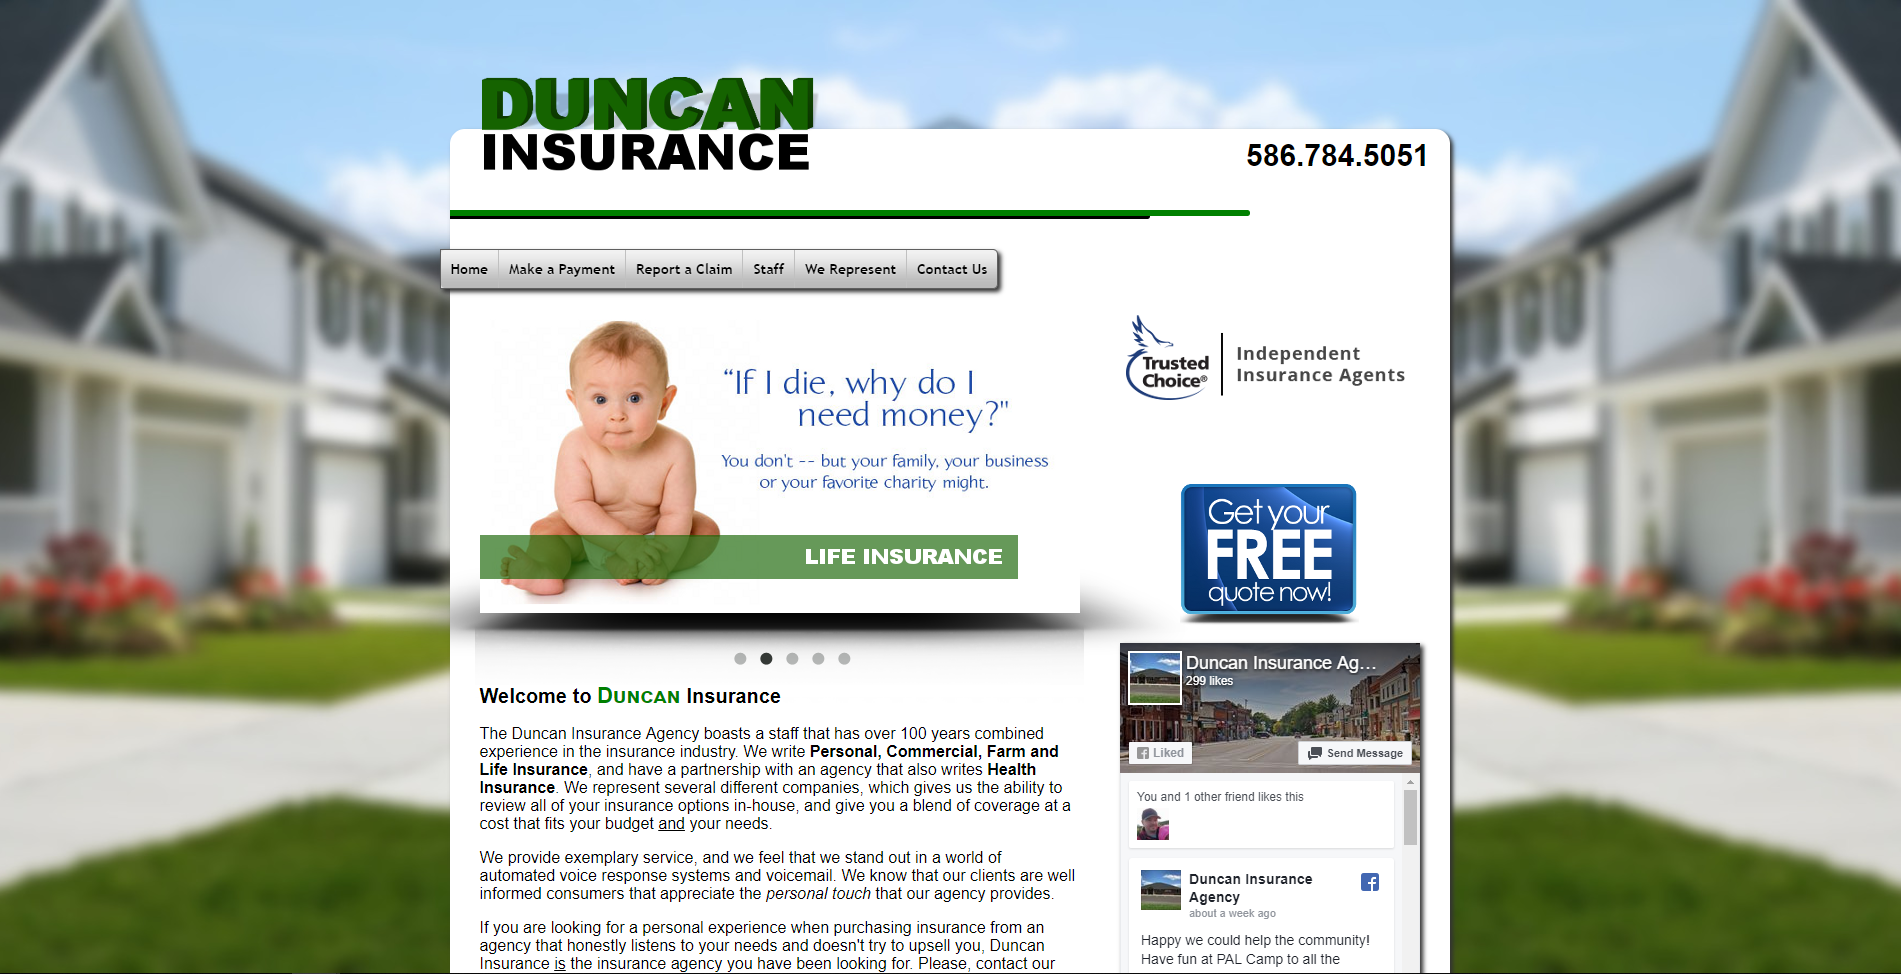 DUNCAN
INSURANCE
586.784.5051
Home Make a Payment Report a Claim Staff We Represent Contact Us
“If I die, why do I
need money?"
You don't -- but your family, your business
or your favorite charity might.
LIFE INSURANCE
Trusted
Choice®
Independent
Insurance Agents
Get your
FREE
quote now!
Welcome to DUNCAN Insurance
The Duncan Insurance Agency boasts a staff that has over 100 years combined
experience in the insurance industry. We write Personal, Commercial, Farm and
Life Insurance, and have a partnership with an agency that also writes Health
Insurance. We represent several different companies, which gives us the ability to
review all of your insurance options in-house, and give you a blend of coverage at a
cost that fits your budget and your needs.
We provide exemplary service, and we feel that we stand out in a world of
automated voice response systems and voicemail. We know that our clients are well
informed consumers that appreciate the personal touch that our agency provides.
If you are looking for a personal experience when purchasing insurance from an
agency that honestly listens to your needs and doesn't try to upsell you, Duncan
Insurance is the insurance agency you have been looking for. Please, contact our
Duncan Insurance Ag...
299 likes
Liked
Send Message
You and 1 other friend likes this
Duncan Insurance
Agency
about a week ago
Happy we could help the community!
Have fun at PAL Camp to all the